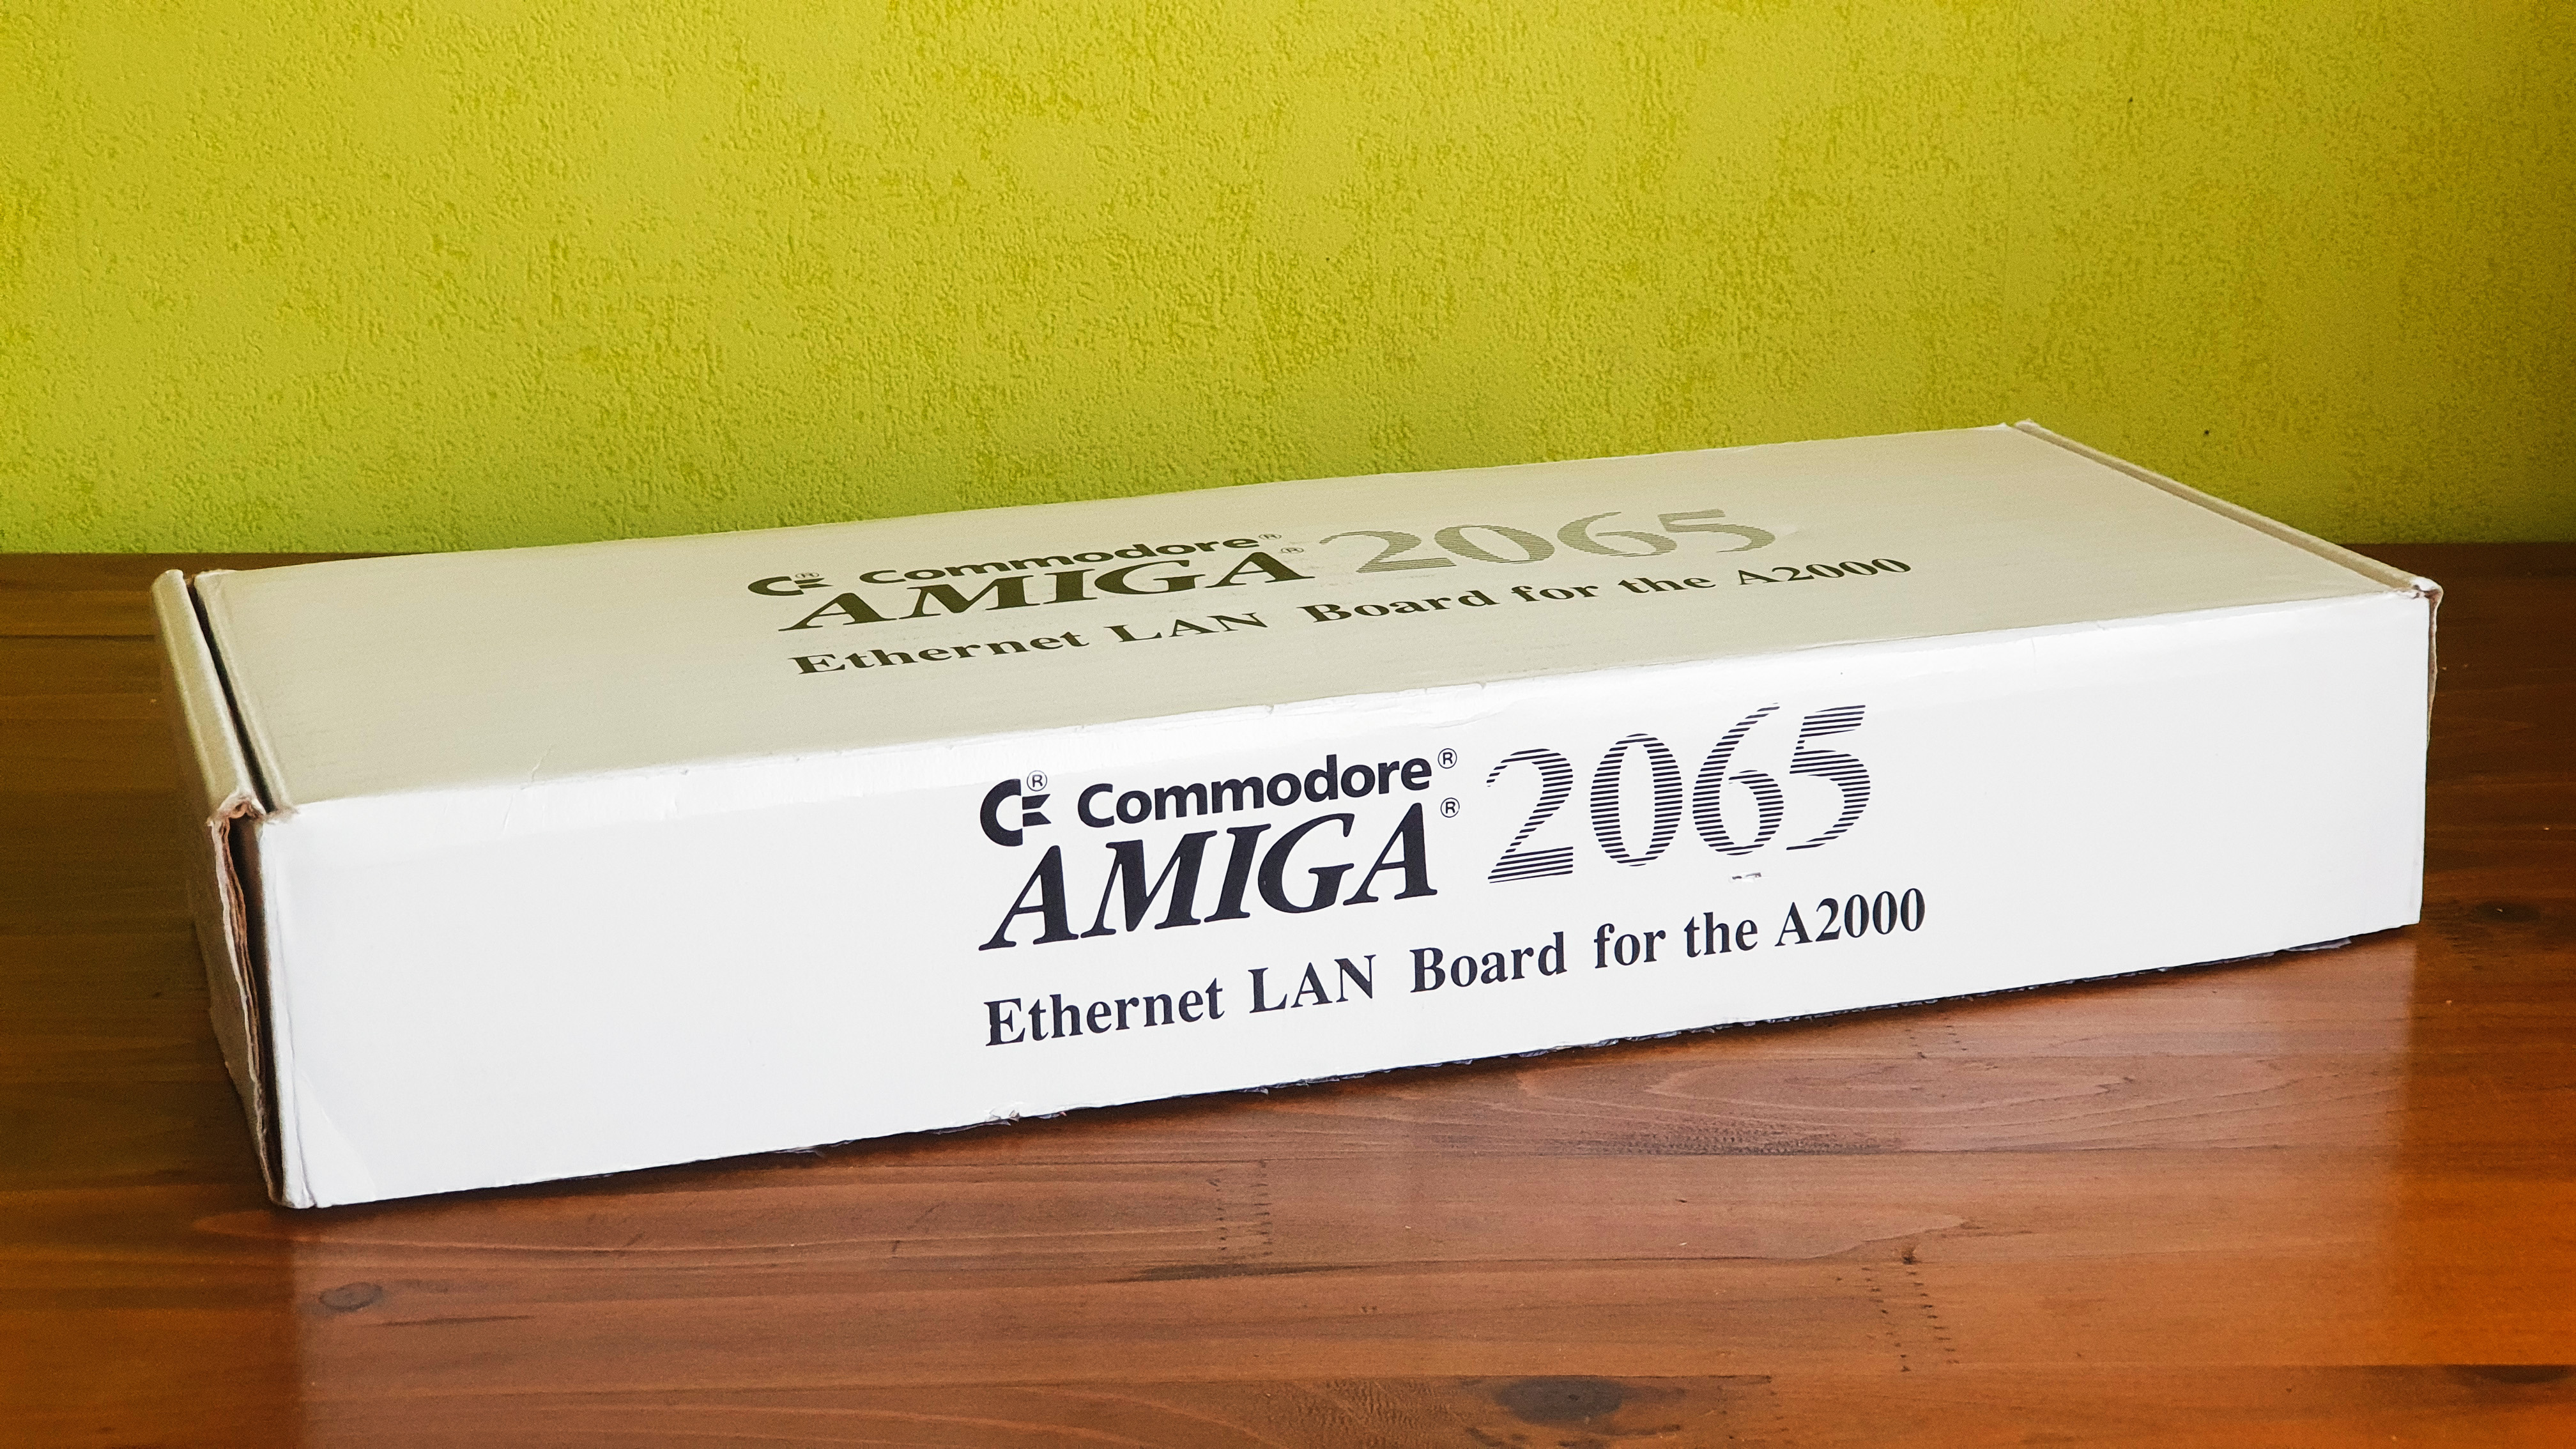 Commodore®
AMIGA® 2065
Ethernet LAN Board for the A2000
Commodore®
AMIGA® 2065
Ethernet LAN Board for the A2000